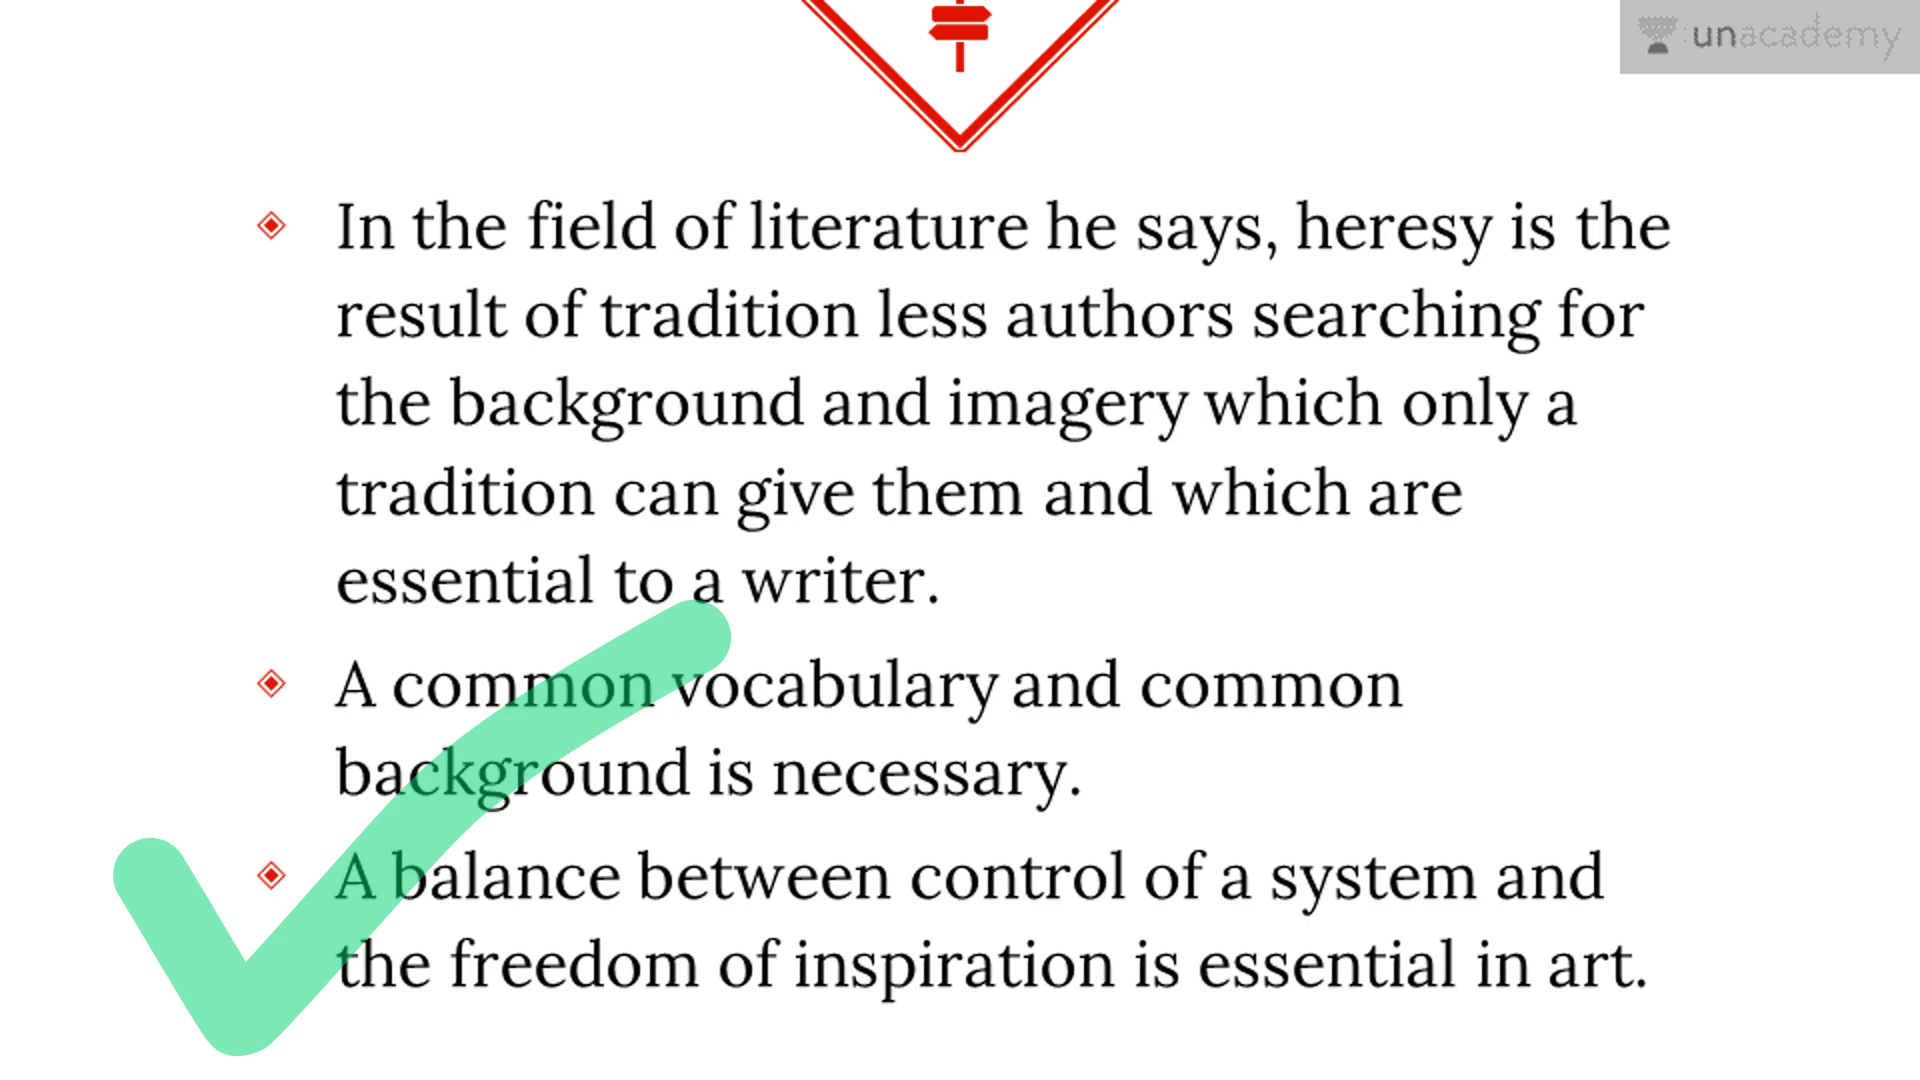 unacademy
In the field of literature he says, heresy is the
result of tradition less authors searching for
the background and imagery which only a
tradition can give them and which are
essential to a writer.
A common vocabulary and common
background is necessary.
A balance between control of a system and
the freedom of inspiration is essential in art.